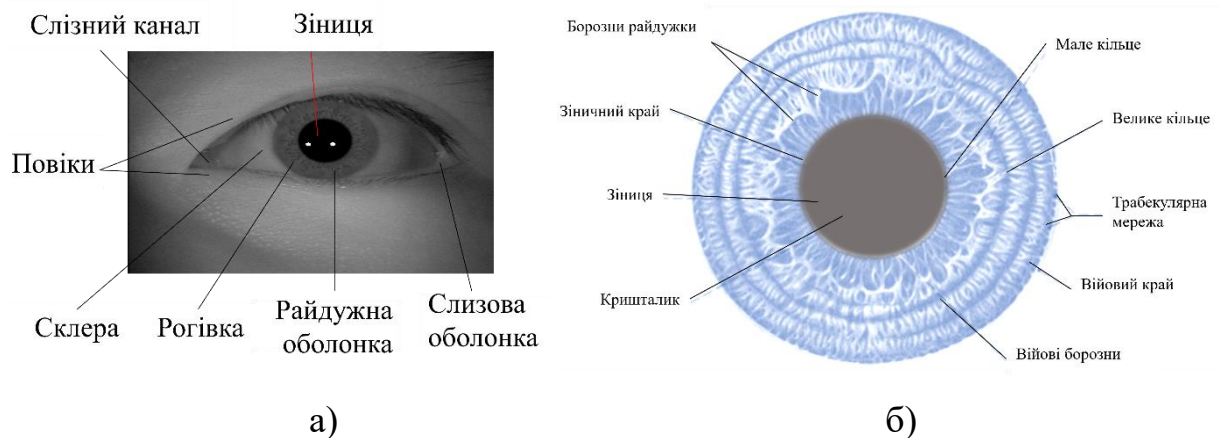 Слізний канал
Зіниця
Повіки
Склера
Рогівка
Райдужна
оболонка
Слизова
оболонка
а)
Борозни райдужки
Мале кільце
Зіничний край
Велике кільце
Зіниця
Трабекулярна
мережа
Кришталик
Війовий край
Війові борозни
б)